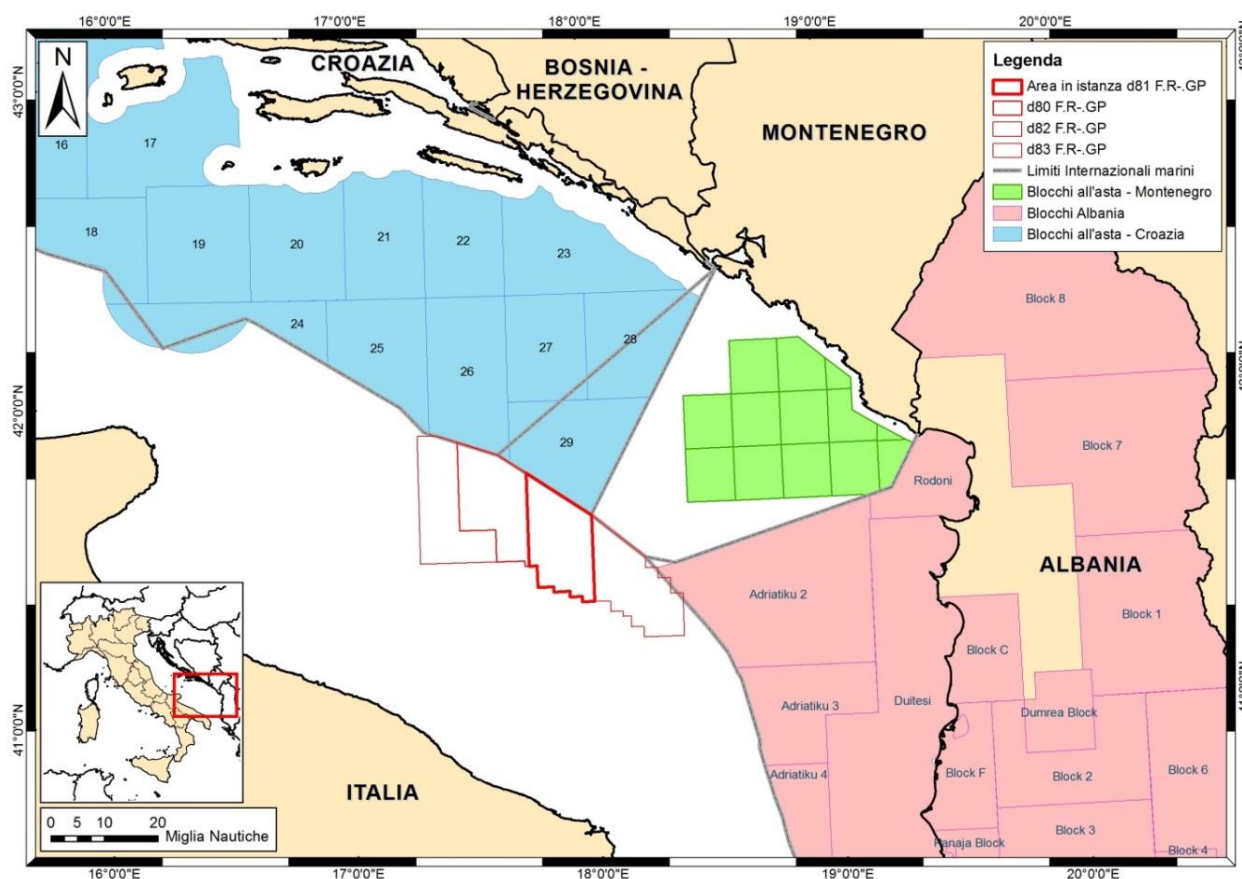 16°0'0"E 17°0'0"E 18°0'0"E 19°0'0"E 20°0'0"E
N
CROAZIA
BOSNIA -
HERZEGOVINA
MONTENEGRO
Legenda
Area in istanza d81 F.R-.GP
d80 F.R-.GP
d82 F.R-.GP
d83 F.R-.GP
Limiti Internazionali marini
Blocchi all'asta - Montenegro
Blocchi Albania
Blocchi all'asta - Croazia
43°0'0"N
42°0'0"N
41°0'0"N
16
17
18
19
20
21
22
23
24
25
26
27
28
29
Block 8
Block 7
Rodoni
ALBANIA
Block 1
Adriatiku 2
Block C
Adriatiku 3
Duitesi
Dumrea Block
Adriatiku 4
Block F
Block 2
Block 6
Block 3
Panaja Block
Block 4
ITALIA
0 5 10 20
Miglia Nautiche
16°0'0"E 17°0'0"E 18°0'0"E 19°0'0"E 20°0'0"E